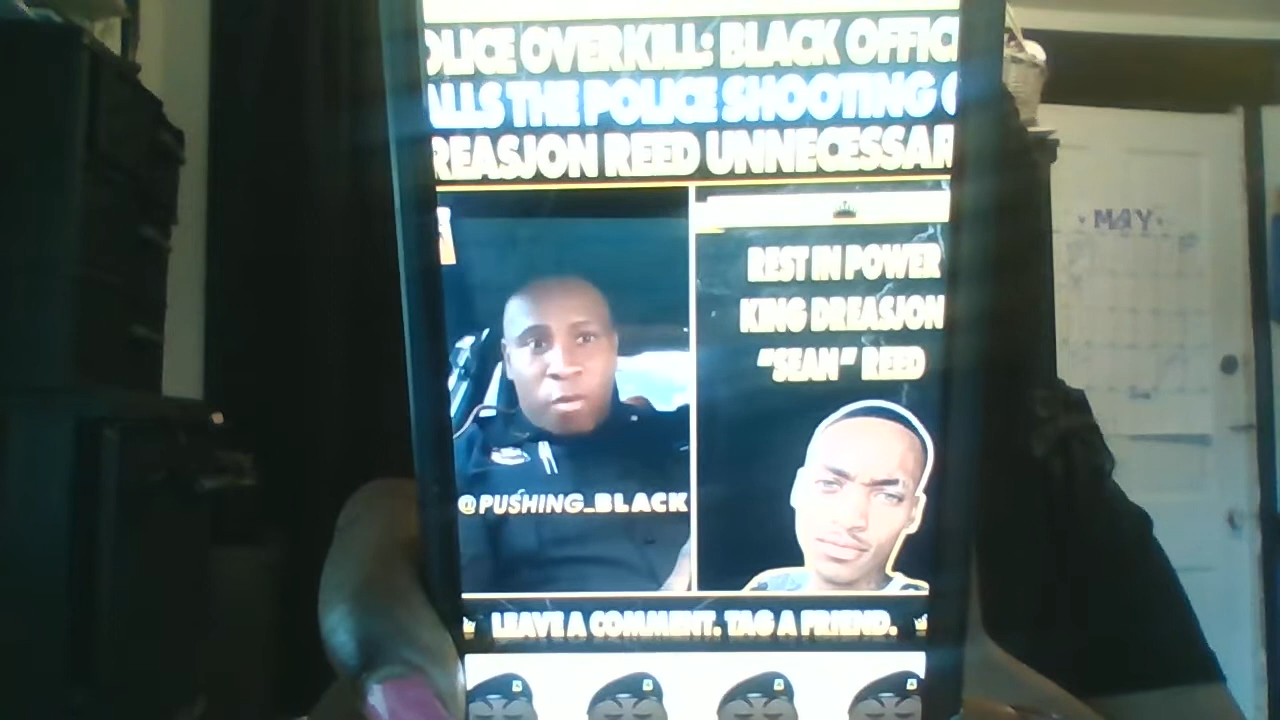 OLICE OVERKILL: BLACK OFFIC
ALLS THE POLICE SHOOTING
REASJON REED UNNECESSAR
REST IN POWER
KING DREASJON
"SEAN" REED
@PUSHING_BLACK
LEAVE A COMMENT. TAG A FRIEND.
MAY